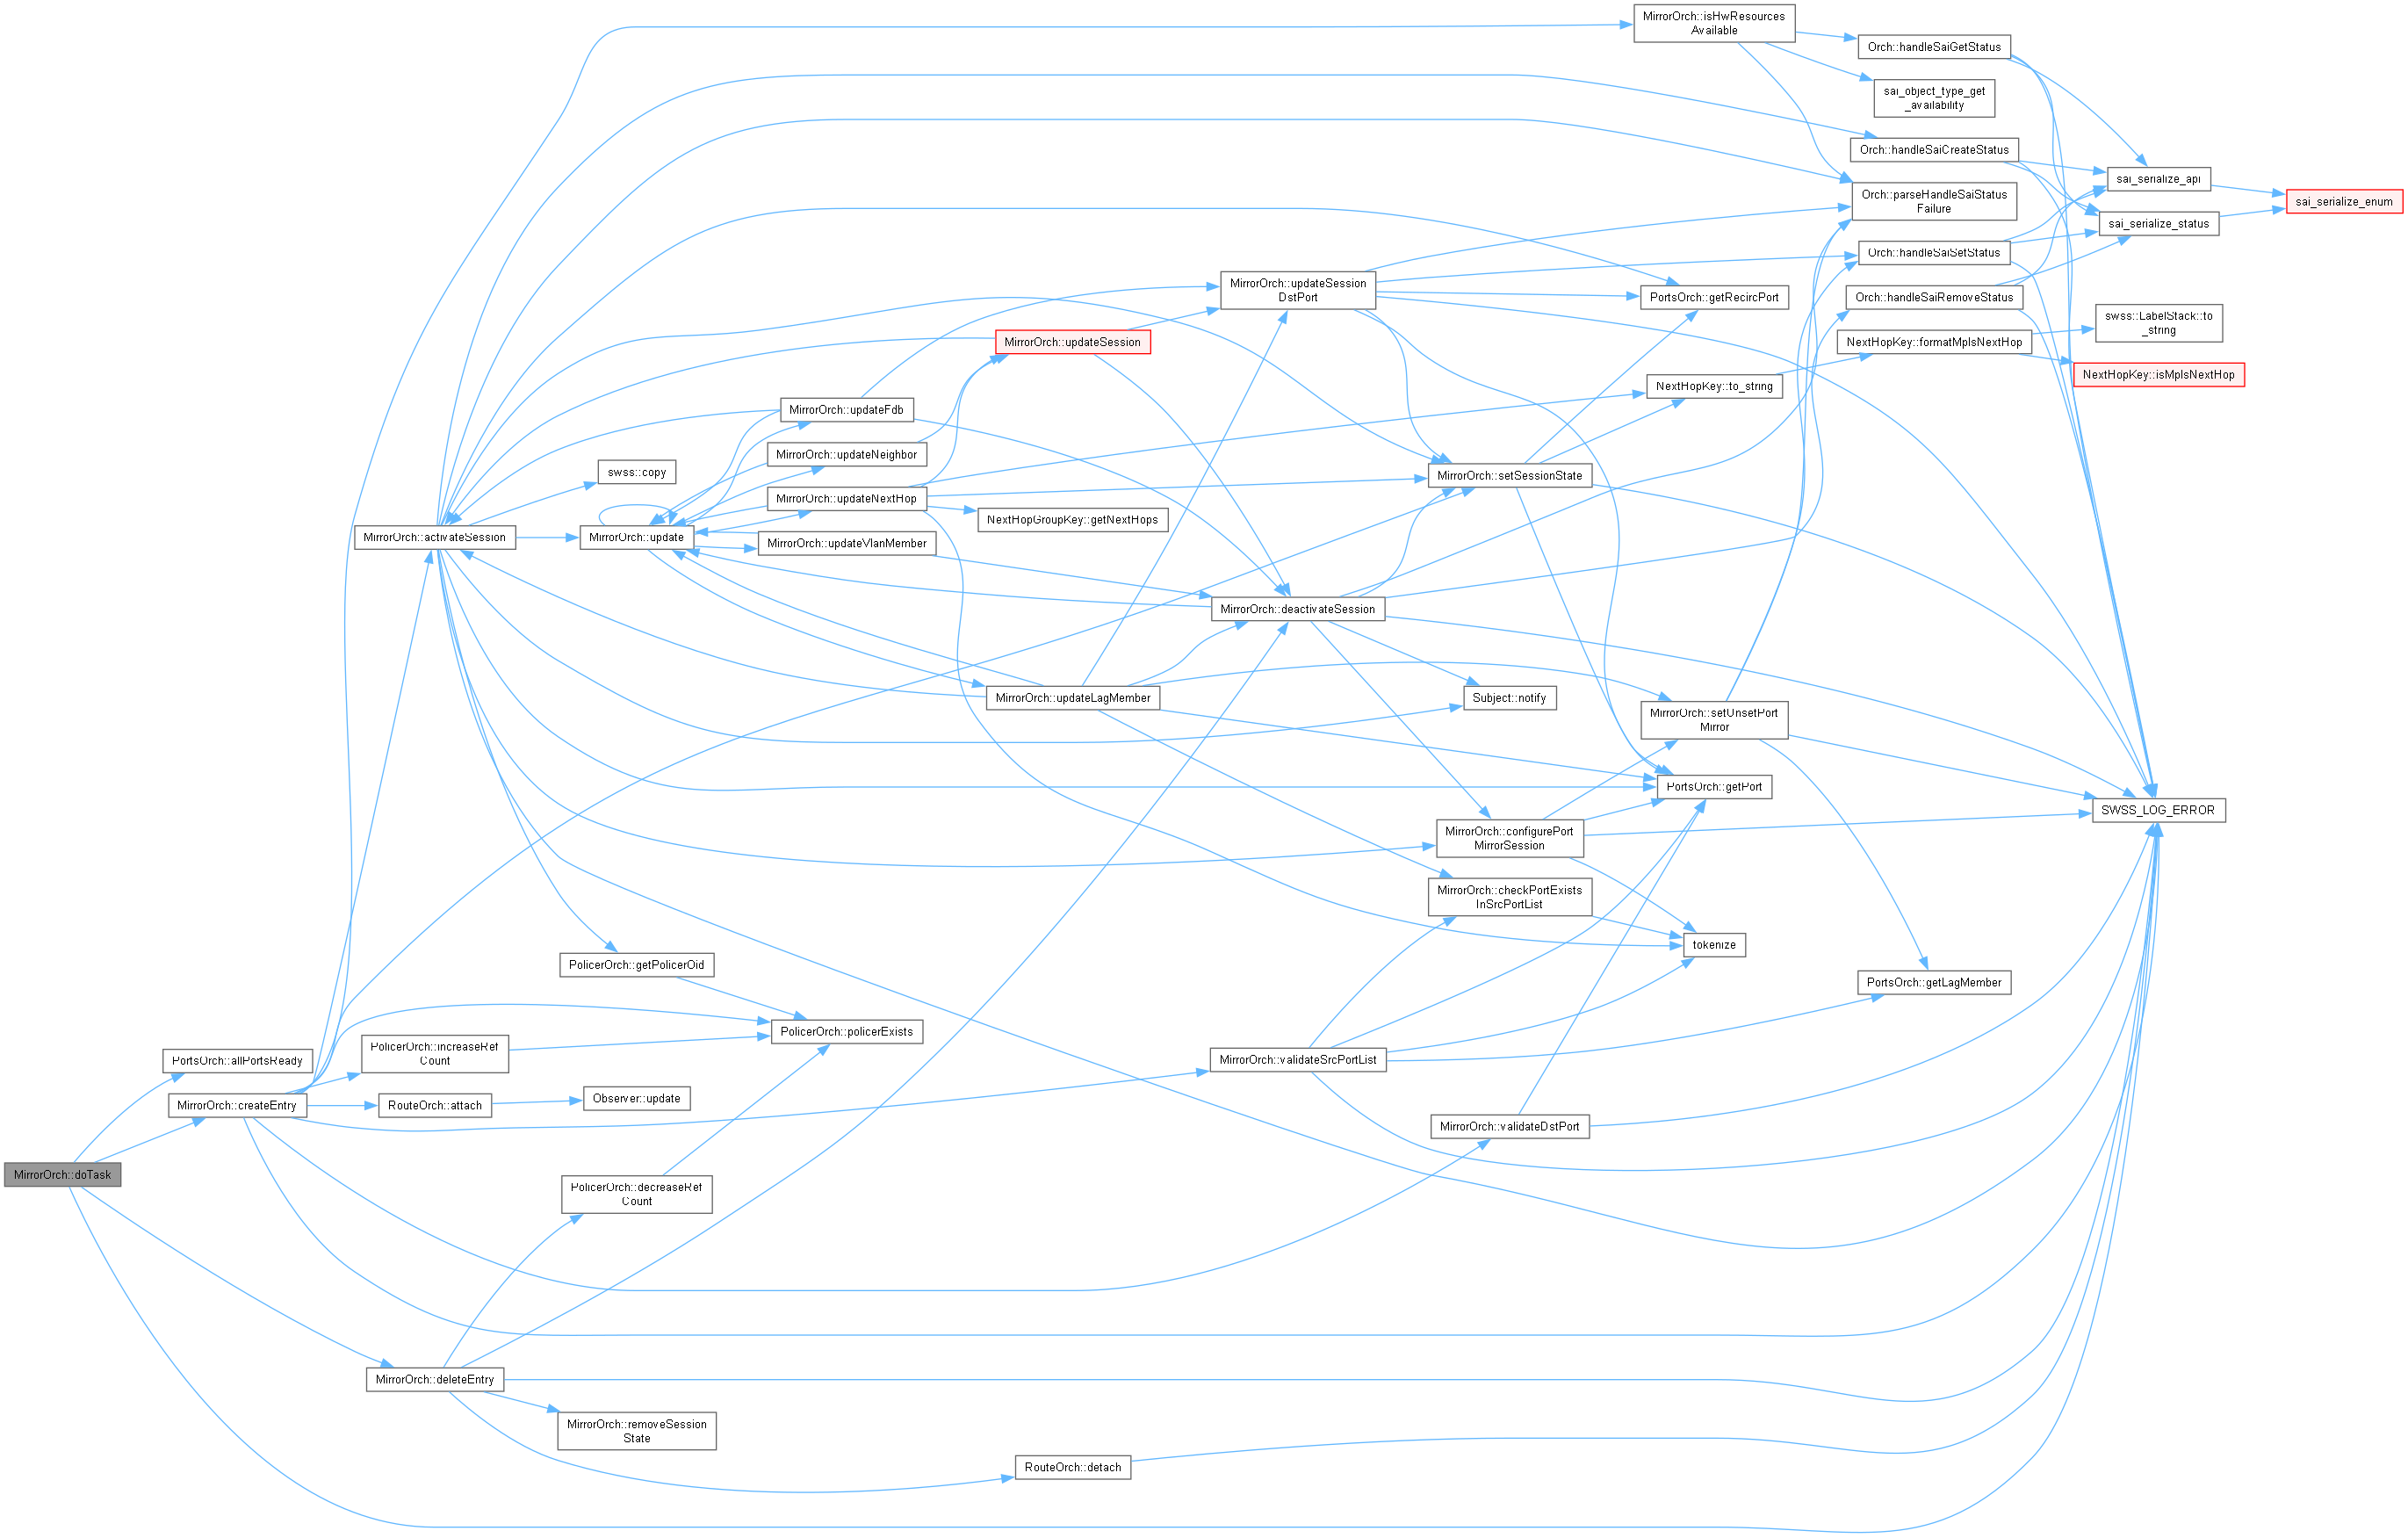 MirrorOrch::isHwResources
Available
Orch::handleSaiGetStatus
sai_object_type_get
_availability
Orch::handleSaiCreateStatus
sai_serialize_api
Orch::parseHandleSaiStatus
Failure
sai_serialize_enum
sai_serialize_status
Orch::handleSaiSetStatus
MirrorOrch::updateSession
DstPort
PortsOrch::getRecircPort
Orch::handleSaiRemoveStatus
swss::LabelStack::to
_string
MirrorOrch::updateSession
NextHopKey::formatMplsNextHop
NextHopKey::isMplsNextHop
NextHopKey::to_string
MirrorOrch::updateFdb
MirrorOrch::updateNeighbor
swss::copy
MirrorOrch::setSessionState
MirrorOrch::updateNextHop
NextHopGroupKey::getNextHops
MirrorOrch::activateSession
MirrorOrch::update
MirrorOrch::updateVlanMember
MirrorOrch::deactivateSession
MirrorOrch::updateLagMember
Subject::notify
MirrorOrch::setUnsetPort
Mirror
PortsOrch::getPort
SWSS_LOG_ERROR
MirrorOrch::configurePort
MirrorSession
MirrorOrch::checkPortExists
InSrcPortList
tokenize
PolicerOrch::getPolicerOid
PortsOrch::getLagMember
PolicerOrch::policerExists
PortsOrch::allPortsReady
PolicerOrch::increaseRef
Count
MirrorOrch::validateSrcPortList
MirrorOrch::createEntry
RouteOrch::attach
Observer::update
MirrorOrch::validateDstPort
MirrorOrch::doTask
PolicerOrch::decreaseRef
Count
MirrorOrch::deleteEntry
MirrorOrch::removeSession
State
RouteOrch::detach